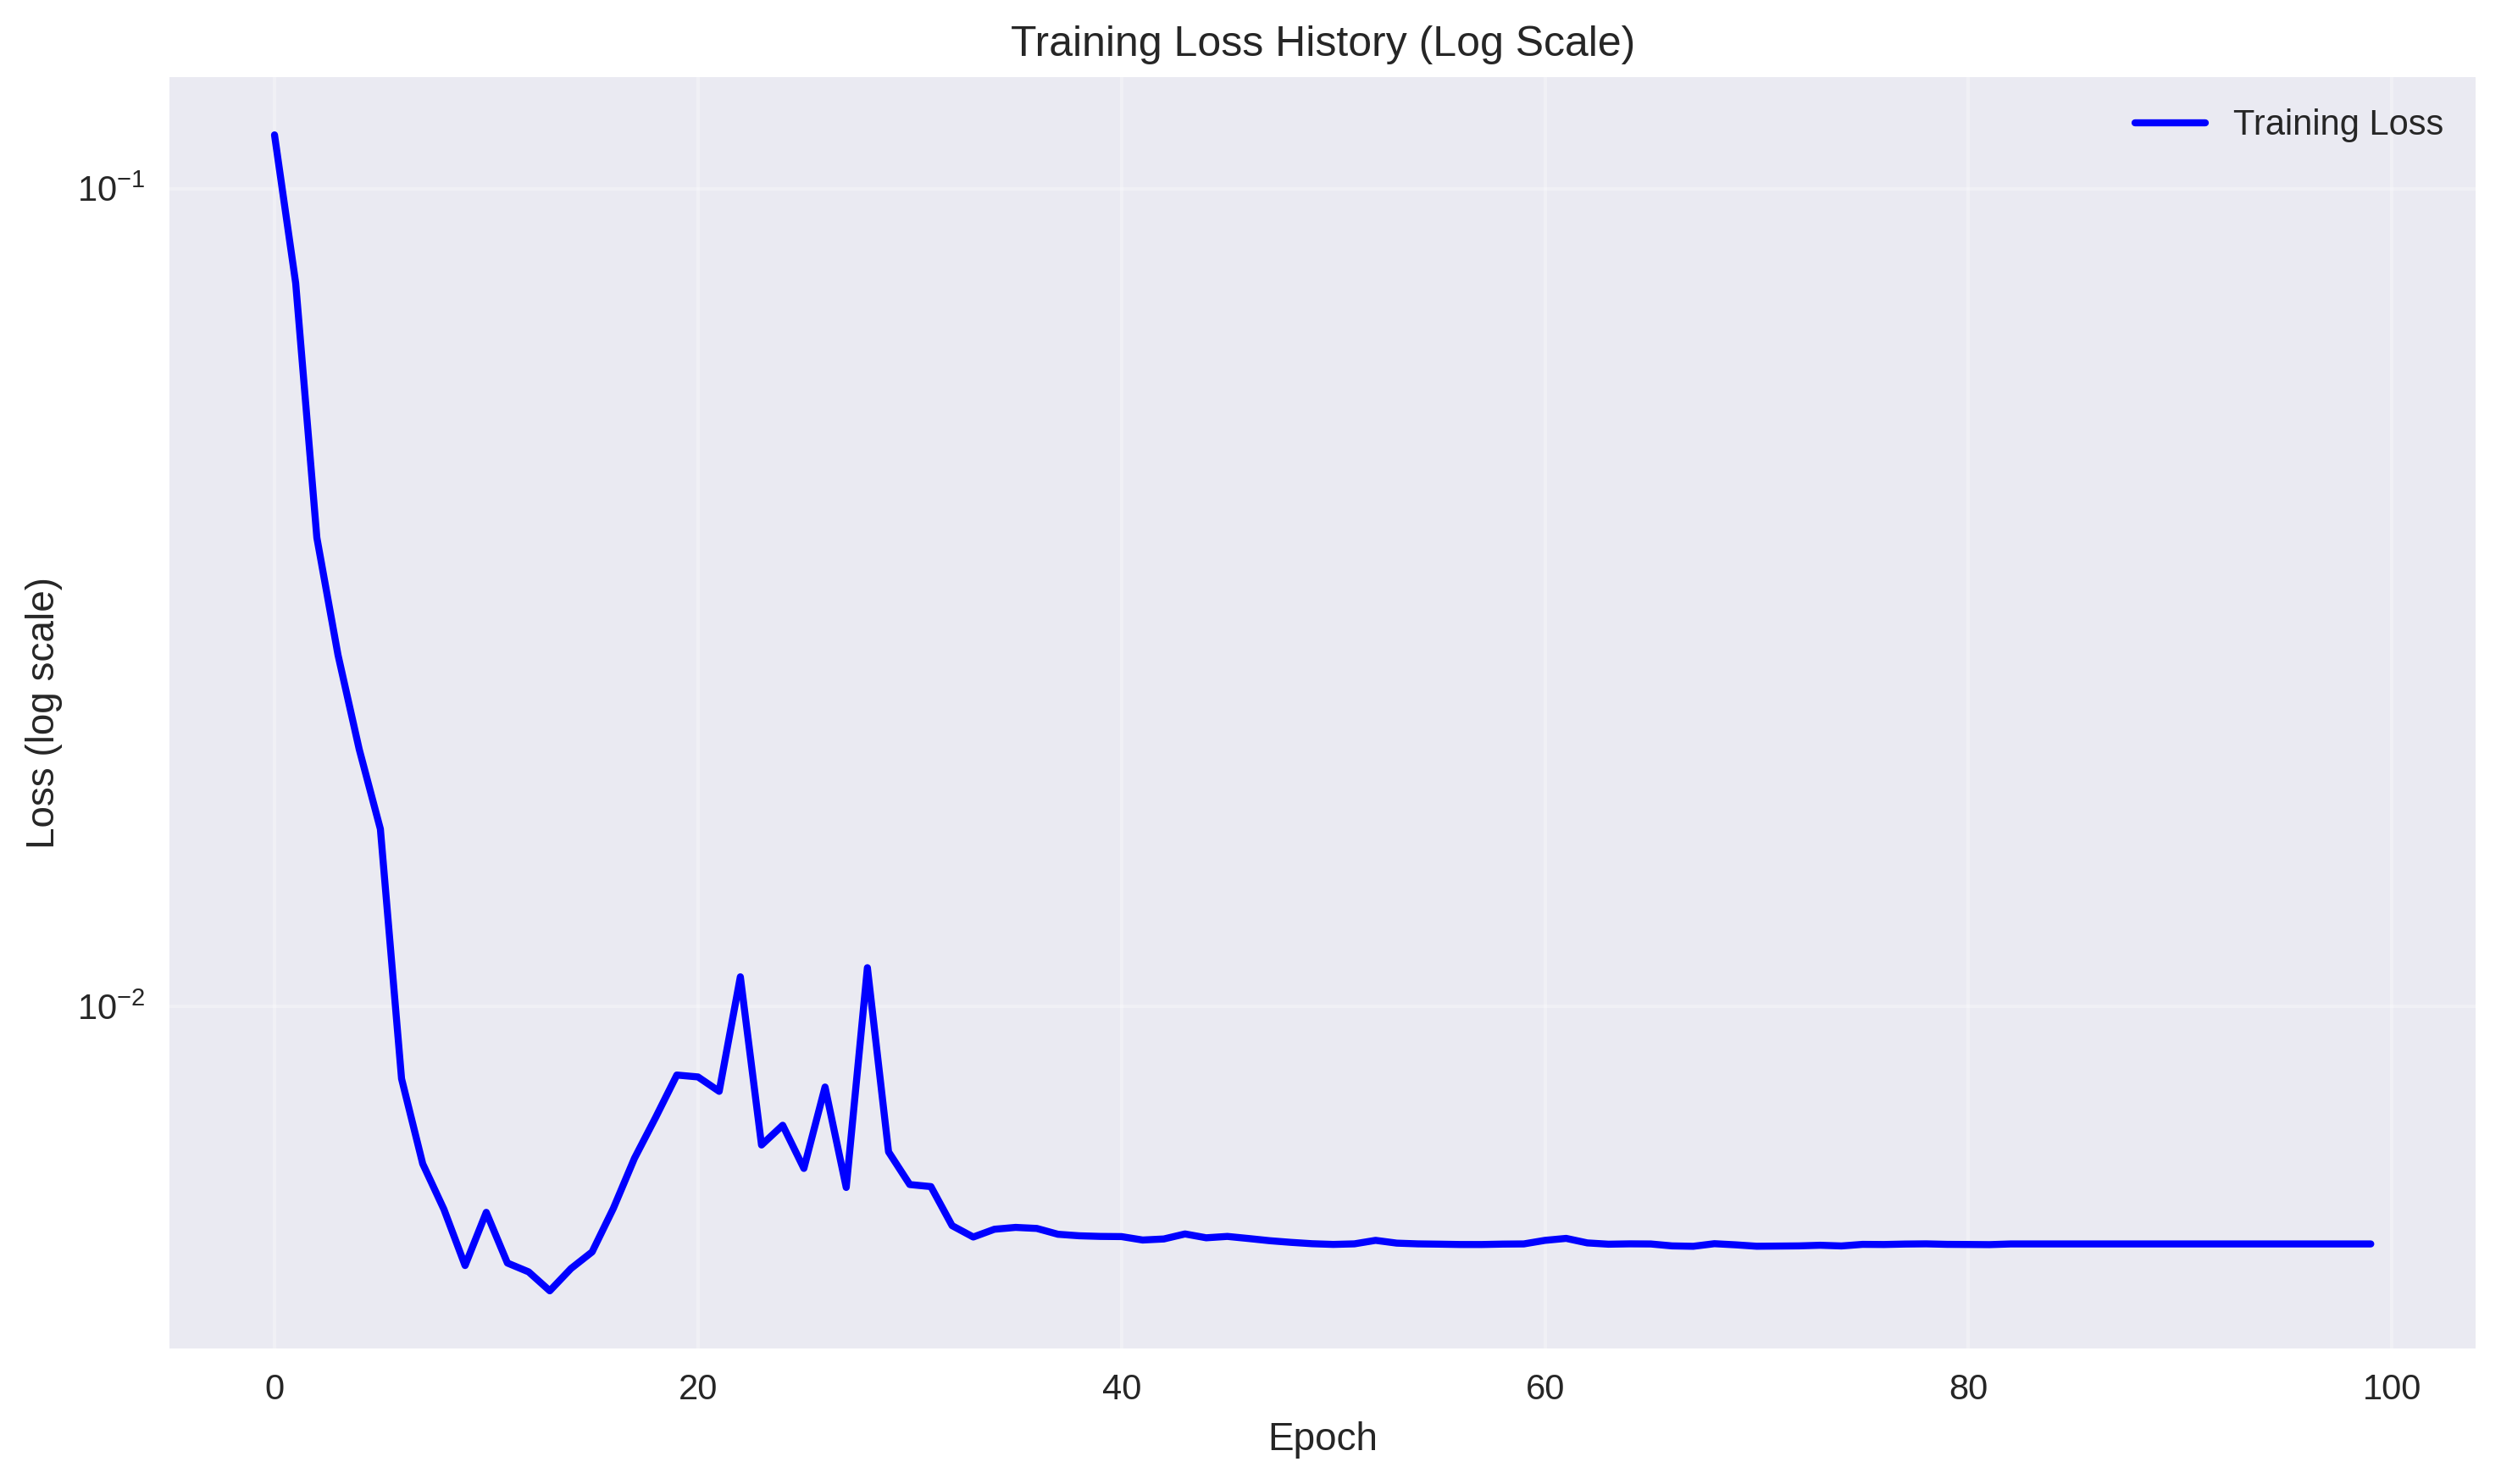 Training Loss History (Log Scale)
Training Loss
10⁻¹
10⁻²
Loss (log scale)
0 20 40 60 80 100
Epoch